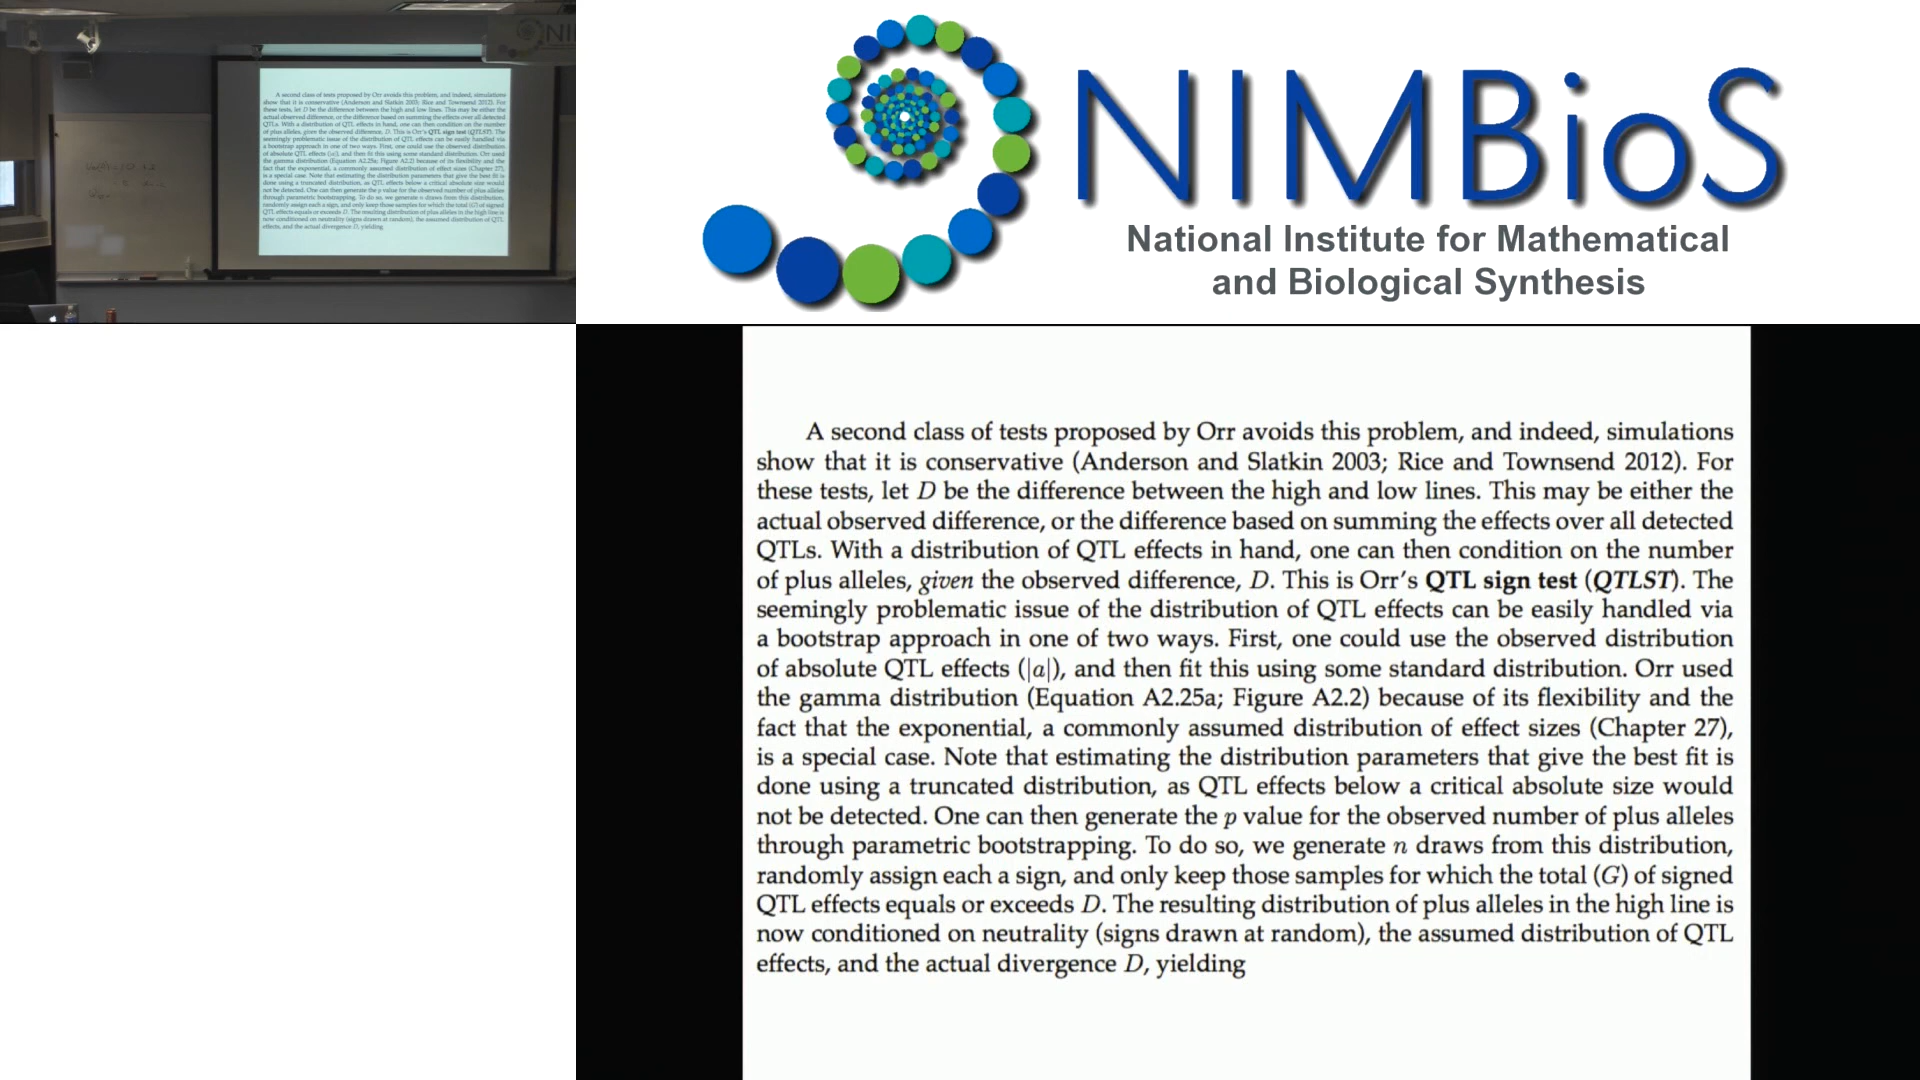 NIMBioS
National Institute for Mathematical
and Biological Synthesis
A second class of tests proposed by Orr avoids this problem, and indeed, simulations
show that it is conservative (Anderson and Slatkin 2003; Rice and Townsend 2012). For
these tests, let D be the difference between the high and low lines. This may be either the
actual observed difference, or the difference based on summing the effects over all detected
QTLs. With a distribution of QTL effects in hand, one can then condition on the number
of plus alleles, given the observed difference, D. This is Orr's QTL sign test (QTLST). The
seemingly problematic issue of the distribution of QTL effects can be easily handled via
a bootstrap approach in one of two ways. First, one could use the observed distribution
of absolute QTL effects (|a|), and then fit this using some standard distribution. Orr used
the gamma distribution (Equation A2.25a; Figure A2.2) because of its flexibility and the
fact that the exponential, a commonly assumed distribution of effect sizes (Chapter 27),
is a special case. Note that estimating the distribution parameters that give the best fit is
done using a truncated distribution, as QTL effects below a critical absolute size would
not be detected. One can then generate the p value for the observed number of plus alleles
through parametric bootstrapping. To do so, we generate n draws from this distribution,
randomly assign each a sign, and only keep those samples for which the total (G) of signed
QTL effects equals or exceeds D. The resulting distribution of plus alleles in the high line is
now conditioned on neutrality (signs drawn at random), the assumed distribution of QTL
effects, and the actual divergence D, yielding